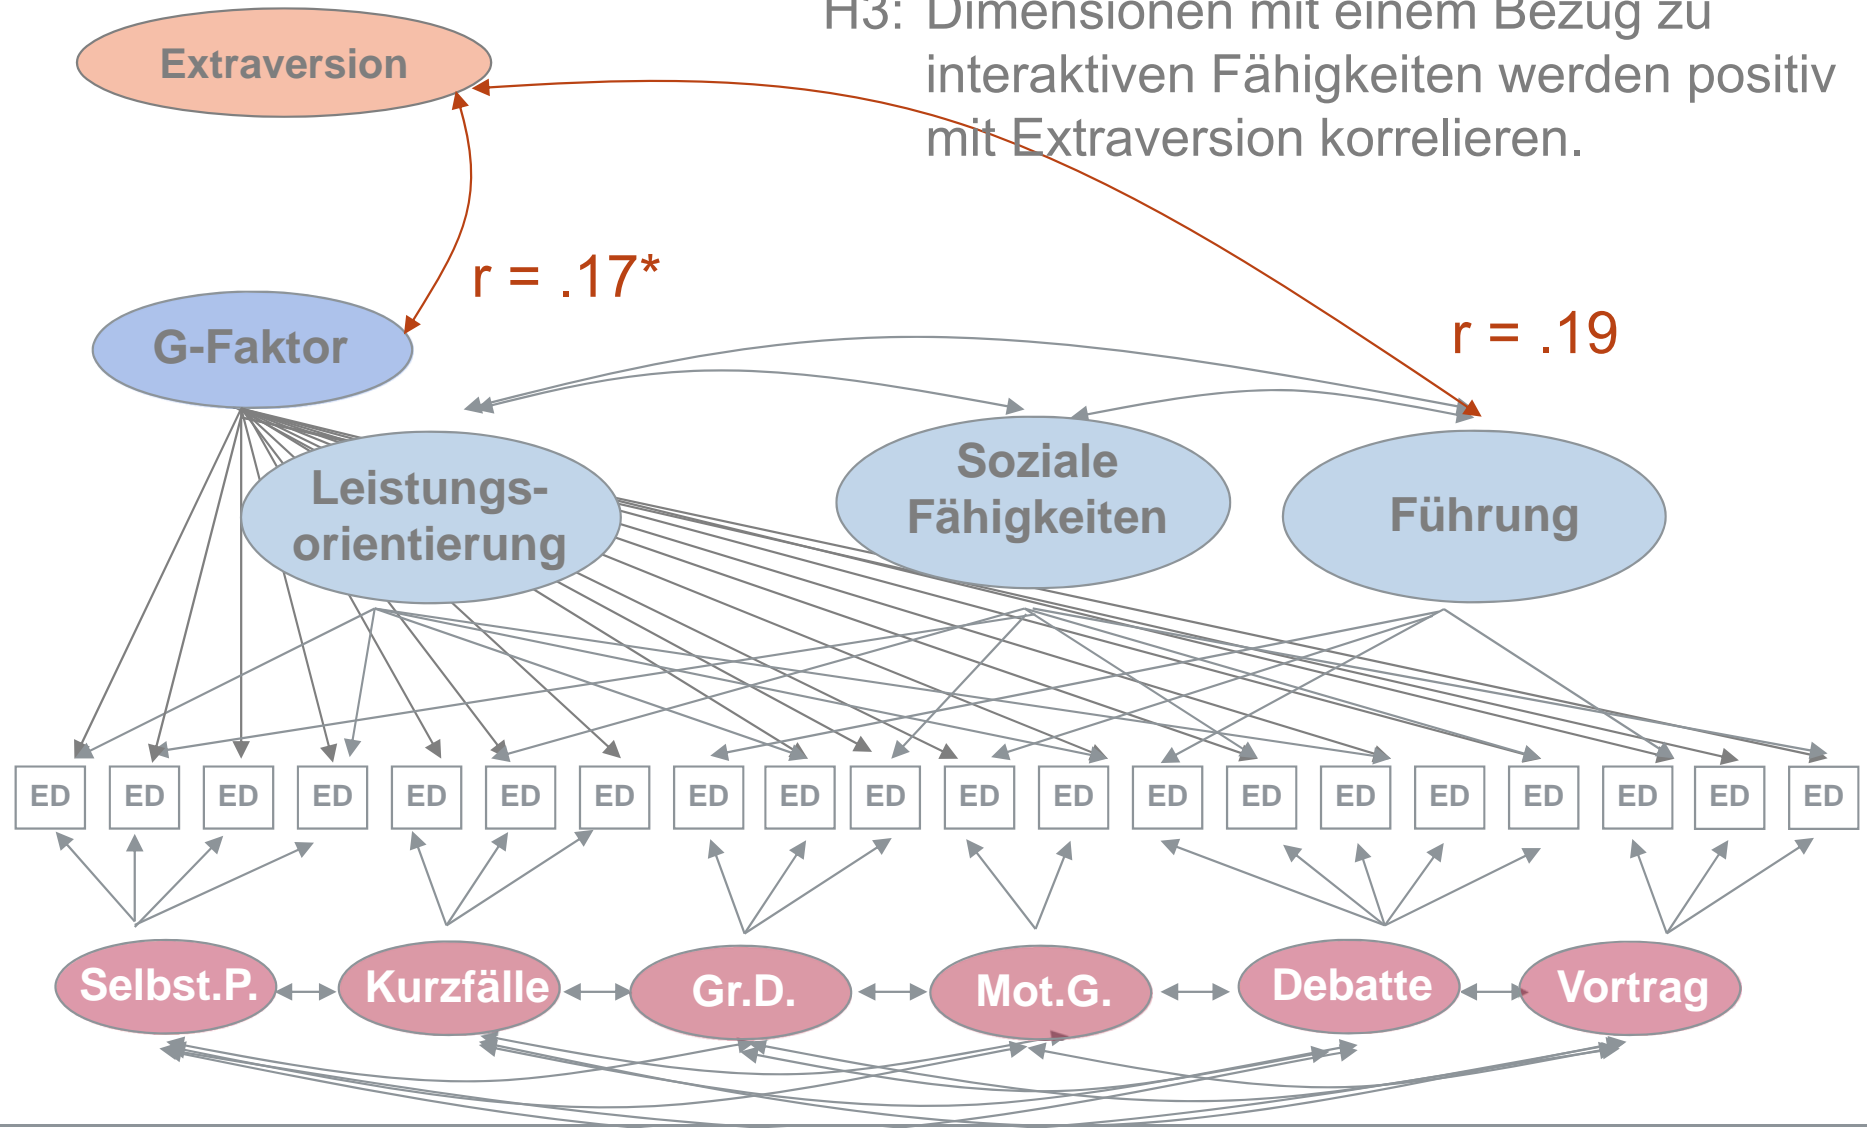 H3: Dimensionen mit einem Bezug zu
interaktiven Fähigkeiten werden positiv
mit Extraversion korrelieren.
Extraversion
r = .17*
r = .19
G-Faktor
Leistungs-
orientierung
Soziale
Fähigkeiten
Führung
ED ED ED ED ED ED ED ED ED ED ED ED ED ED ED ED ED ED ED ED
Selbst.P. Kurzfälle Gr.D. Mot.G. Debatte Vortrag